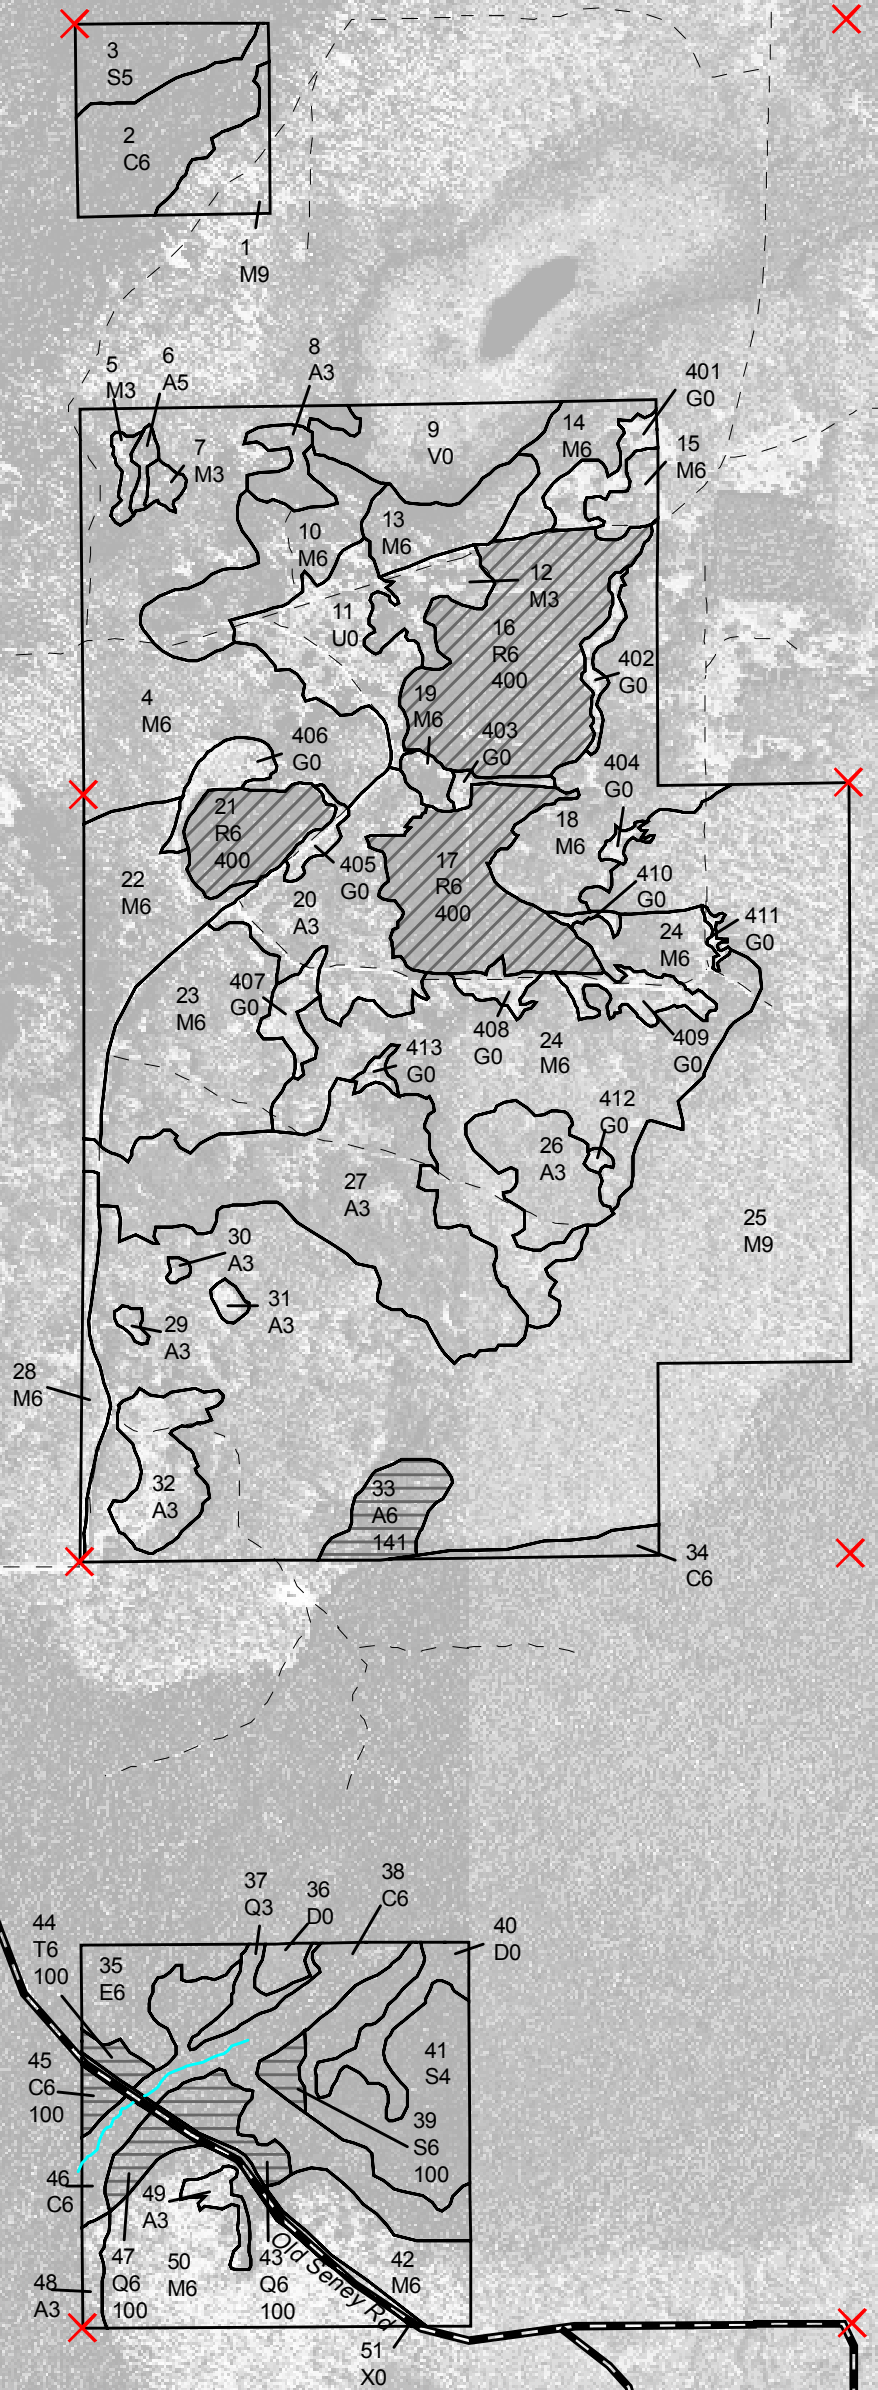 3
S5
2
C6
1
M9
8
A3
6
A5
5
M3
401
G0
14
M6
9
V0
15
M6
7
M3
13
M6
10
M6
12
M3
11
U0
16
R6
400
402
G0
19
M6
4
M6
403
G0
406
G0
404
G0
21
R6
400
18
M6
17
R6
400
405
G0
410
G0
22
M6
20
A3
411
G0
24
M6
407
G0
23
M6
408
G0
24
M6
409
G0
413
G0
412
G0
26
A3
27
A3
25
M9
30
A3
31
A3
29
A3
28
M6
32
A3
33
A6
141
34
C6
38
C6
37
Q3
36
D0
44
T6
100
40
D0
35
E6
41
S4
45
C6
100
39
S6
100
46
C6
49
A3
47
Q6
100
50
M6
43
Q6
100
42
M6
Old Seney Rd
48
A3
51
X0